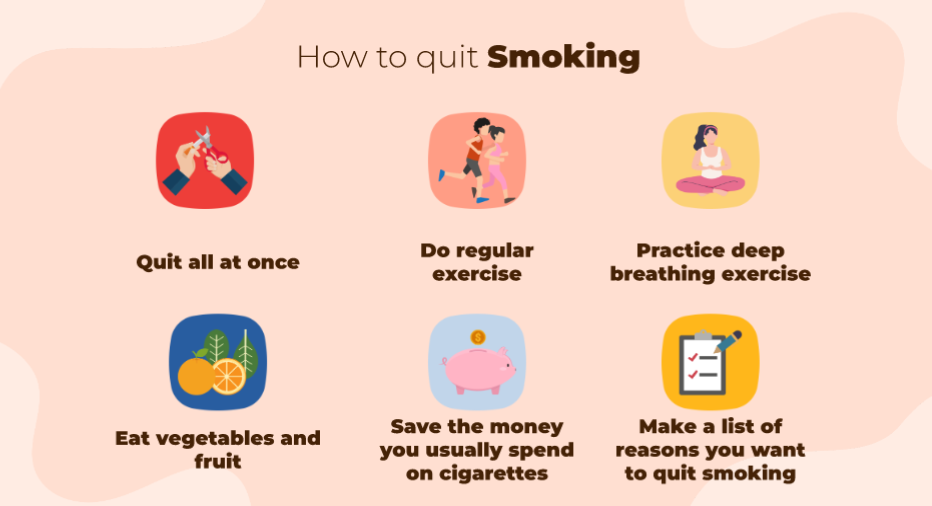 How to quit Smoking
Quit all at once
Do regular
exercise
Practice deep
breathing exercise
Eat vegetables and
fruit
Save the money
you usually spend
on cigarettes
Make a list of
reasons you want
to quit smoking